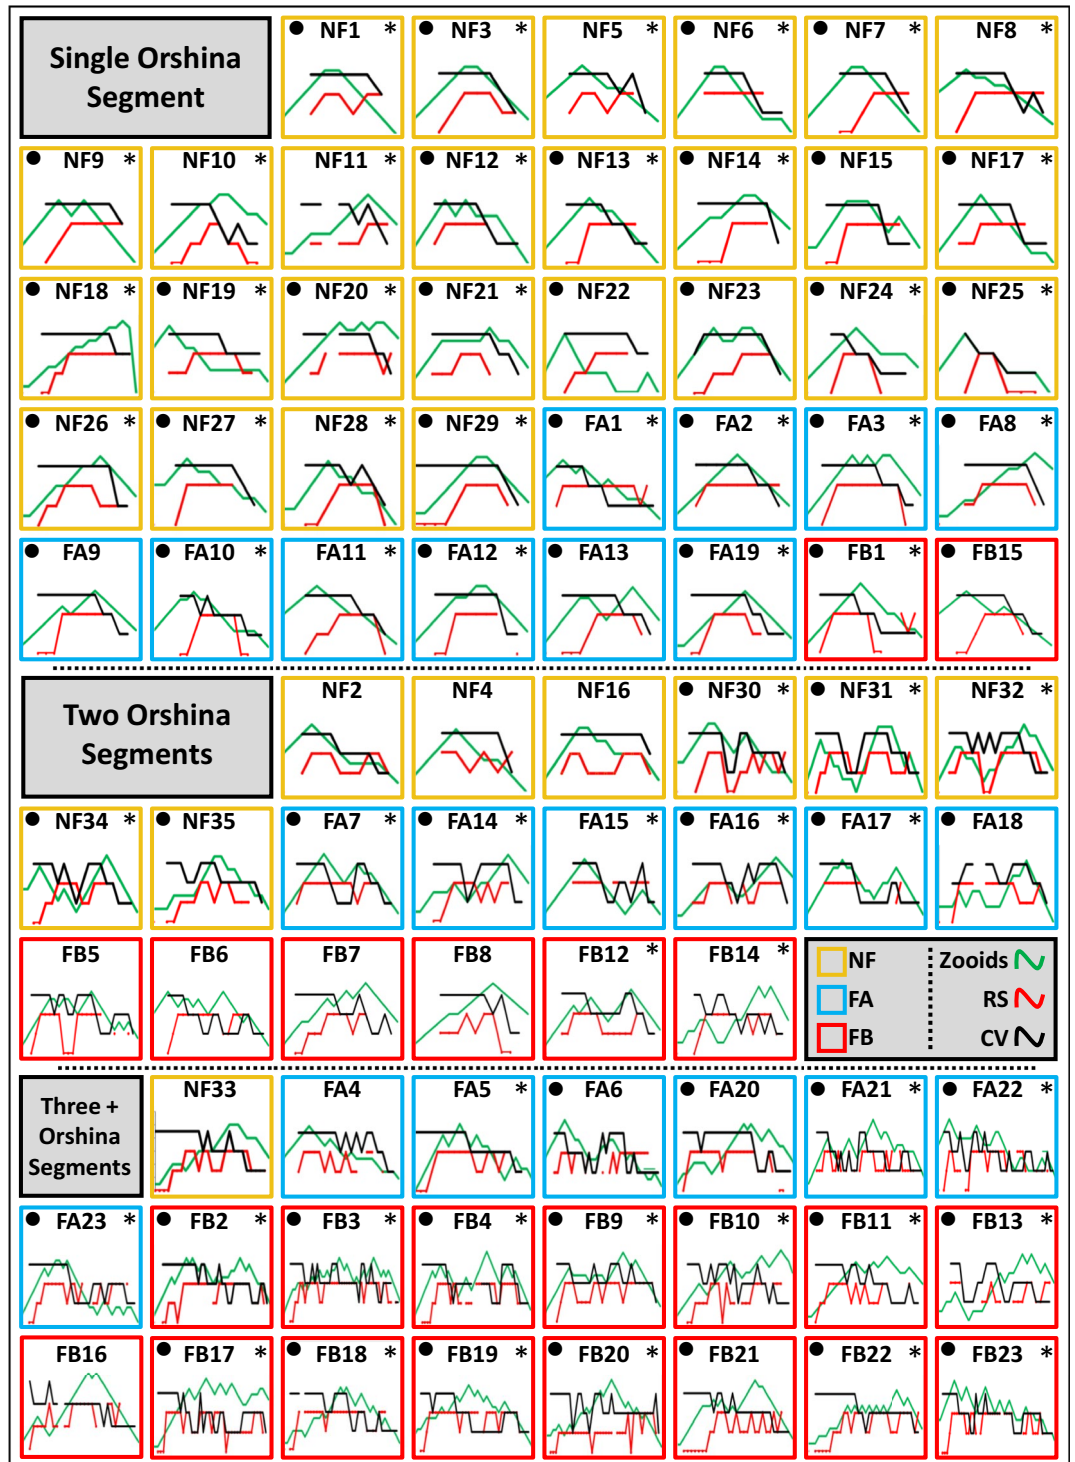 Single Orshina
Segment
● NF1 *
● NF3 *
NF5 *
● NF6 *
● NF7 *
NF8 *
● NF9 *
NF10 *
NF11 *
● NF12 *
● NF13 *
● NF14 *
● NF15
● NF17 *
● NF18 *
● NF19 *
● NF20 *
● NF21 *
● NF22
● NF23
● NF24 *
● NF25 *
● NF26 *
● NF27 *
NF28 *
● NF29 *
● FA1 *
● FA2 *
● FA3 *
● FA8 *
● FA9
● FA10 *
FA11 *
● FA12 *
● FA13
● FA19 *
● FB1 *
● FB15
Two Orshina
Segments
NF2
NF4
NF16
● NF30 *
● NF31 *
NF32 *
● NF34 *
● NF35
● FA7 *
● FA14 *
FA15 *
● FA16 *
● FA17 *
● FA18
FB5
FB6
FB7
FB8
FB12 *
FB14 *
NF Zooids
FA RS
FB CV
Three +
Orshina
Segments
NF33
FA4
FA5 *
● FA6
● FA20
● FA21 *
● FA22 *
● FA23 *
● FB2 *
● FB3 *
● FB4 *
● FB9 *
● FB10 *
● FB11 *
● FB13 *
FB16
● FB17 *
● FB18 *
● FB19 *
● FB20 *
● FB21
● FB22 *
● FB23 *